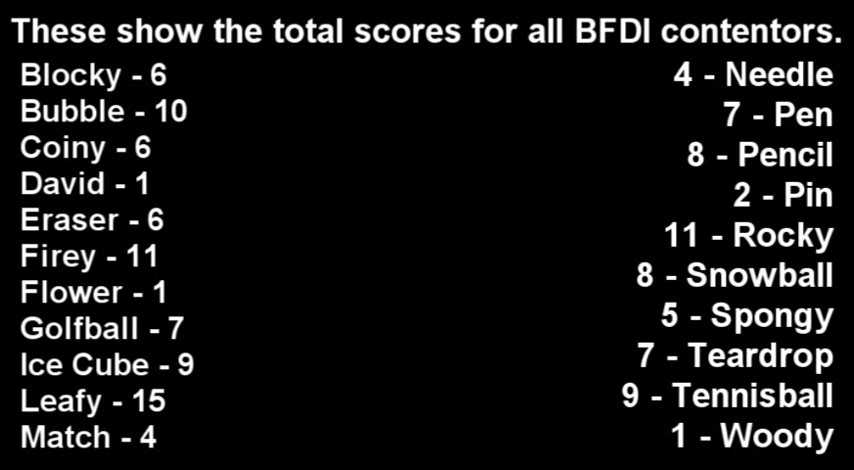 These show the total scores for all BFDI contentors.
Blocky - 6
Bubble - 10
Coiny - 6
David - 1
Eraser - 6
Firey - 11
Flower - 1
Golfball - 7
Ice Cube - 9
Leafy - 15
Match - 4
4 - Needle
7 - Pen
8 - Pencil
2 - Pin
11 - Rocky
8 - Snowball
5 - Spongy
7 - Teardrop
9 - Tennisball
1 - Woody